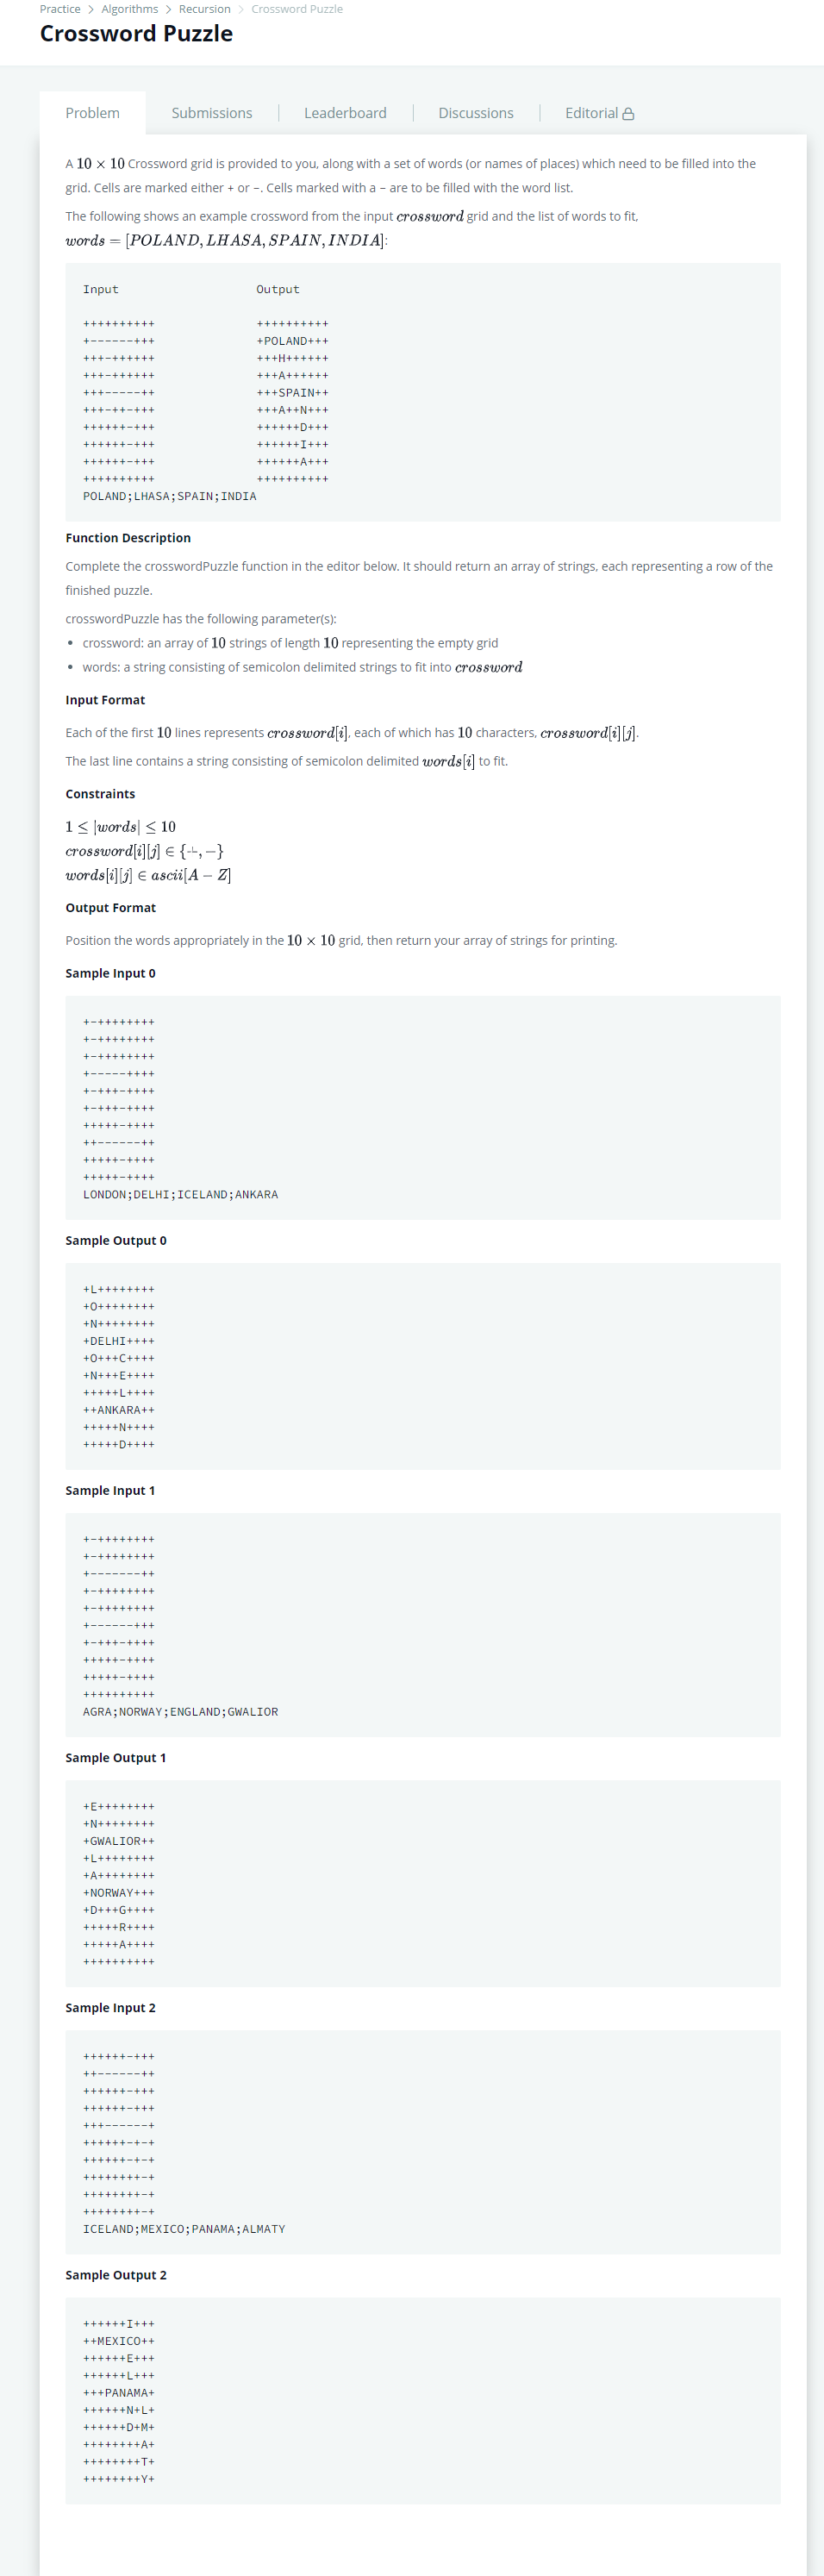 Practice > Algorithms > Recursion > Crossword Puzzle
Crossword Puzzle
Problem Submissions Leaderboard Discussions Editorial
A 10 × 10 Crossword grid is provided to you, along with a set of words (or names of places) which need to be filled into the
grid. Cells are marked either + or -. Cells marked with a - are to be filled with the word list.
The following shows an example crossword from the input crossword grid and the list of words to fit,
words = [POLAND, LHASA, SPAIN, INDIA]:
Input Output
++++++++++ ++++++++++
+------+++ +POLAND+++
+++-++++++ +++H++++++
+++-++++++ +++A++++++
+++-----++ +++SPAIN++
+++-++-+++ +++A++N+++
++++++-+++ ++++++D+++
++++++-+++ ++++++I+++
++++++-+++ ++++++A+++
++++++++++ ++++++++++
POLAND;LHASA;SPAIN;INDIA
Function Description
Complete the crosswordPuzzle function in the editor below. It should return an array of strings, each representing a row of the
finished puzzle.
crosswordPuzzle has the following parameter(s):
• crossword: an array of 10 strings of length 10 representing the empty grid
• words: a string consisting of semicolon delimited strings to fit into crossword
Input Format
Each of the first 10 lines represents crossword[i], each of which has 10 characters, crossword[i][j].
The last line contains a string consisting of semicolon delimited words[i] to fit.
Constraints
1 ≤ |words| ≤ 10
crossword[i][j] ∈ {+, −}
words[i][j] ∈ ascii[A − Z]
Output Format
Position the words appropriately in the 10 × 10 grid, then return your array of strings for printing.
Sample Input 0
+-++++++++
+-++++++++
+-++++++++
+-----++++
+-+++-++++
+-+++-++++
+++++-++++
++------++
+++++-++++
+++++-++++
LONDON;DELHI;ICELAND;ANKARA
Sample Output 0
+L++++++++
+O++++++++
+N++++++++
+DELHI++++
+O+++C++++
+N+++E++++
+++++L++++
++ANKARA++
+++++N++++
+++++D++++
Sample Input 1
+-++++++++
+-++++++++
+-------++
+-++++++++
+-++++++++
+------+++
+-+++-++++
+++++-++++
+++++-++++
++++++++++
AGRA;NORWAY;ENGLAND;GWALIOR
Sample Output 1
+E++++++++
+N++++++++
+GWALIOR++
+L++++++++
+A++++++++
+NORWAY+++
+D+++G++++
+++++R++++
+++++A++++
++++++++++
Sample Input 2
++++++-+++
++------++
++++++-+++
++++++-+++
+++------+
++++++-+-+
++++++-+-+
++++++++-+
++++++++-+
++++++++-+
ICELAND;MEXICO;PANAMA;ALMATY
Sample Output 2
++++++I+++
++MEXICO++
++++++E+++
++++++L+++
+++PANAMA+
++++++N+L+
++++++D+M+
++++++++A+
++++++++T+
++++++++Y+